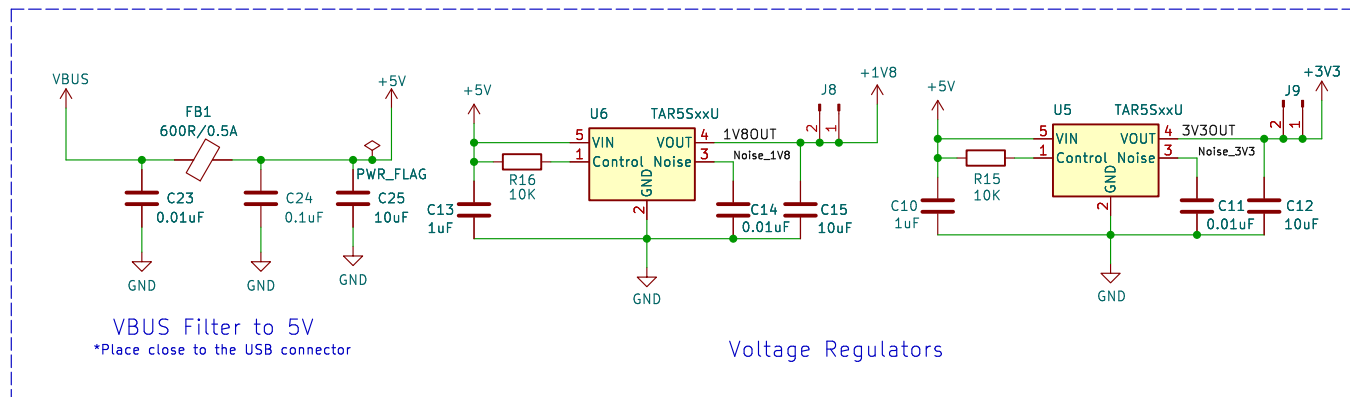 VBUS
FB1
600R/0.5A
+5V
PWR_FLAG
C23
0.01uF
C24
0.1uF
C25
10uF
GND
GND
GND
VBUS Filter to 5V
*Place close to the USB connector
+5V
U6
TAR5SxxU
5
VIN
VOUT
4
1V8OUT
1
Control
Noise
3
Noise_1V8
GND
2
R16
10K
C13
1uF
C14
0.01uF
C15
10uF
J8
2
1
+1V8
GND
Voltage Regulators
+5V
U5
TAR5SxxU
5
VIN
VOUT
4
3V3OUT
1
Control
Noise
3
Noise_3V3
GND
2
R15
10K
C10
1uF
C11
0.01uF
C12
10uF
J9
2
1
+3V3
GND